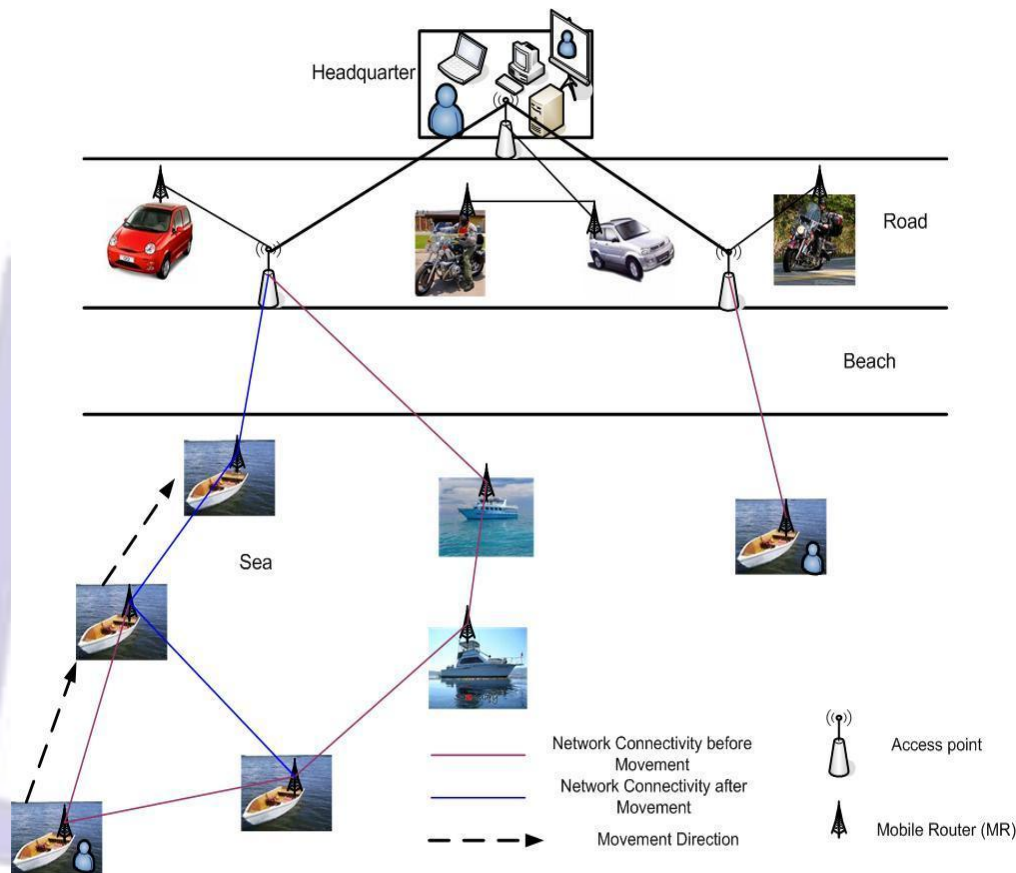 Headquarter
Road
Beach
Sea
Network Connectivity before
Movement
Network Connectivity after
Movement
Movement Direction
Access point
Mobile Router (MR)